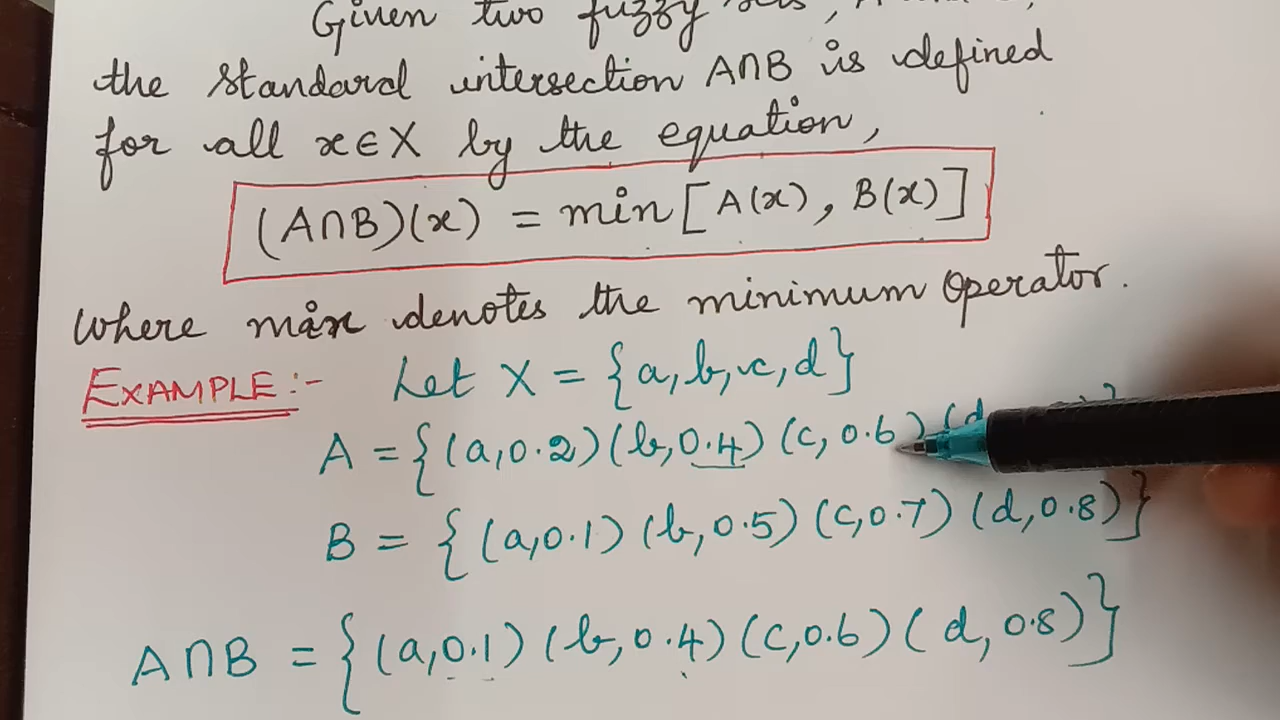 Given two fuzzy sets, A
the standard intersection A∩B is defined
for all x∈X by the equation,
(A∩B)(x) = min [A(x), B(x)]
where min denotes the minimum operator.
EXAMPLE:- Let X = {a, b, c, d}
A = {(a,0.2) (b,0.4) (c,0.6) (d
B = {(a,0.1) (b,0.5) (c,0.7) (d,0.8)}
A∩B = {(a,0.1) (b,0.4) (c,0.6) (d,0.8)}